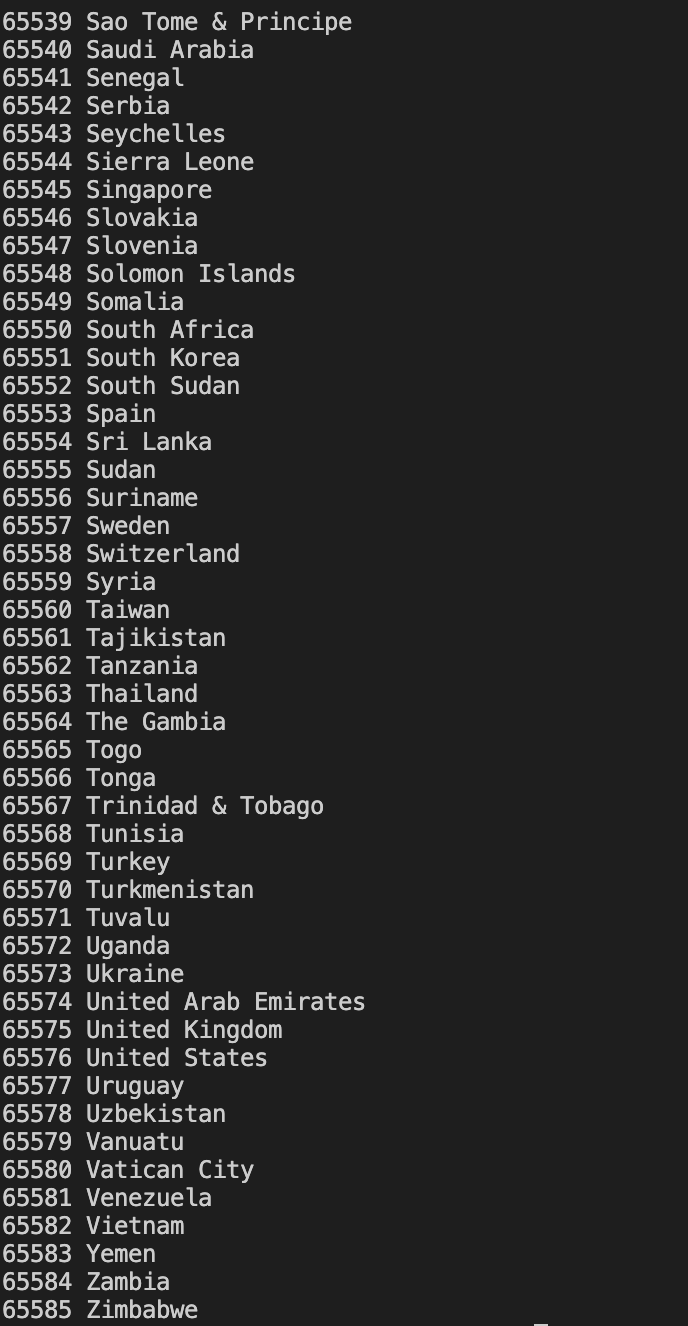 65539 Sao Tome & Principe
65540 Saudi Arabia
65541 Senegal
65542 Serbia
65543 Seychelles
65544 Sierra Leone
65545 Singapore
65546 Slovakia
65547 Slovenia
65548 Solomon Islands
65549 Somalia
65550 South Africa
65551 South Korea
65552 South Sudan
65553 Spain
65554 Sri Lanka
65555 Sudan
65556 Suriname
65557 Sweden
65558 Switzerland
65559 Syria
65560 Taiwan
65561 Tajikistan
65562 Tanzania
65563 Thailand
65564 The Gambia
65565 Togo
65566 Tonga
65567 Trinidad & Tobago
65568 Tunisia
65569 Turkey
65570 Turkmenistan
65571 Tuvalu
65572 Uganda
65573 Ukraine
65574 United Arab Emirates
65575 United Kingdom
65576 United States
65577 Uruguay
65578 Uzbekistan
65579 Vanuatu
65580 Vatican City
65581 Venezuela
65582 Vietnam
65583 Yemen
65584 Zambia
65585 Zimbabwe